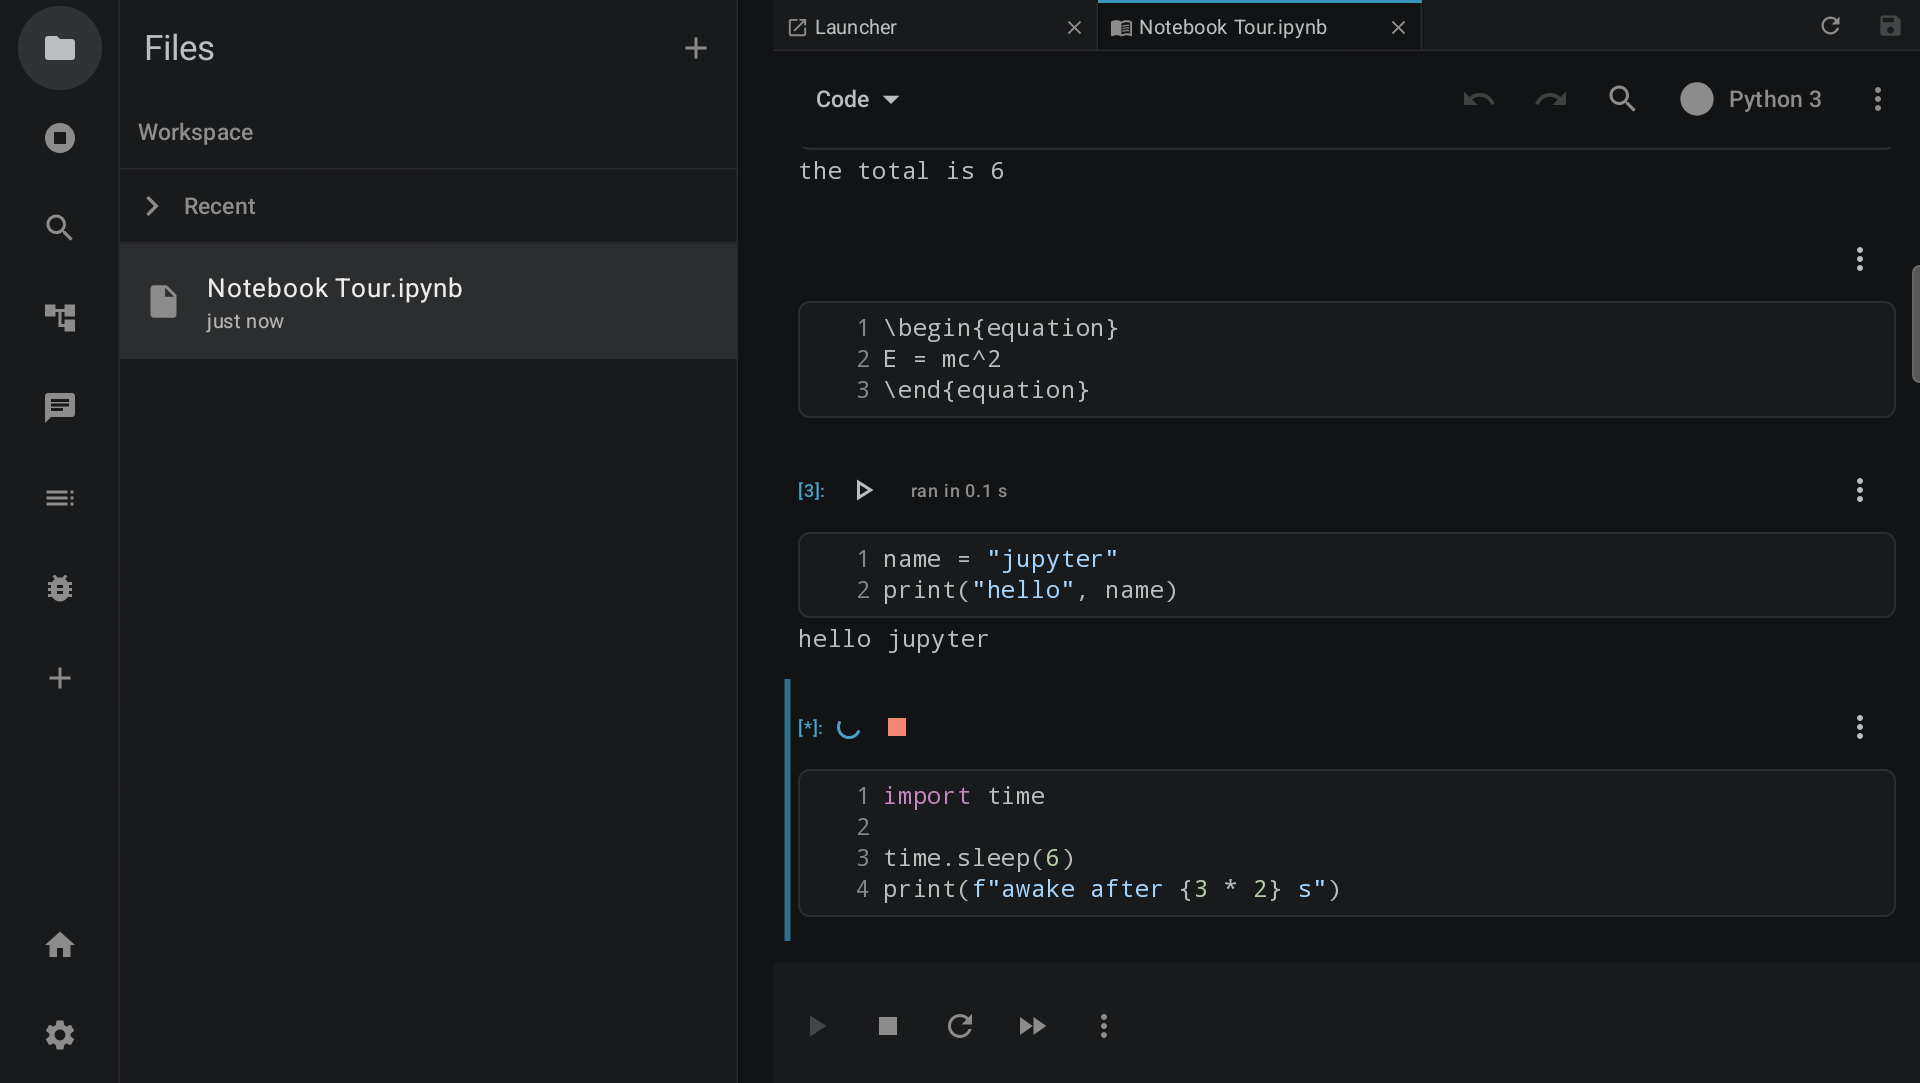 Files
Workspace
Recent
Notebook Tour.ipynb
just now
Launcher
Notebook Tour.ipynb
Code
Python 3
the total is 6
1 \begin{equation}
2 E = mc^2
3 \end{equation}
[3]:
ran in 0.1 s
1 name = "jupyter"
2 print("hello", name)
hello jupyter
[*]:
1 import time
2
3 time.sleep(6)
4 print(f"awake after {3 * 2} s")